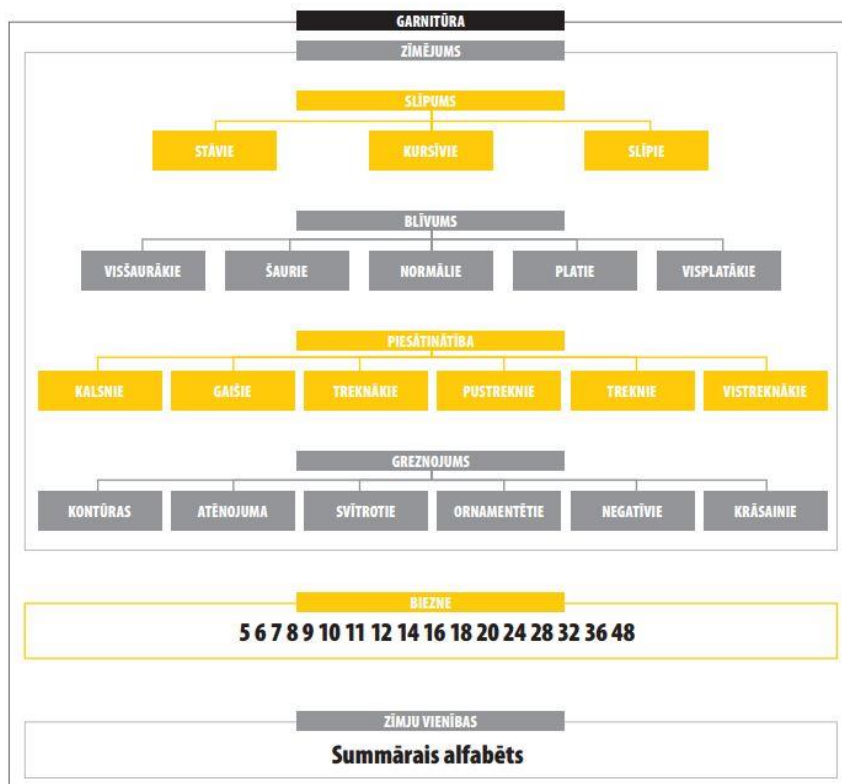 GARNITŪRA
ZĪMĒJUMS
SLĪPUMS
STĀVIE KURSĪVIE SLĪPIE
BLĪVUMS
VISŠAURĀKIE ŠAURIE NORMĀLIE PLATIE VISPLATĀKIE
PIESĀTINĀTĪBA
KALSNIE GAIŠIE TREKNĀKIE PUSTREKNIE TREKNIE VISTREKNĀKIE
GREZNOJUMS
KONTŪRAS ATĒNOJUMA SVĪTROTIE ORNAMENTĒTIE NEGATĪVIE KRĀSAINIE
BIEZNE
5 6 7 8 9 10 11 12 14 16 18 20 24 28 32 36 48
ZĪMJU VIENĪBAS
Summārais alfabēts